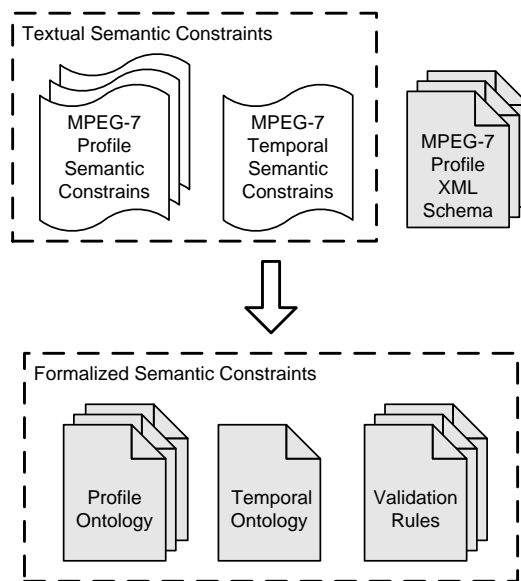 Textual Semantic Constraints
MPEG-7
Profile
Semantic
Constrains
MPEG-7
Temporal
Semantic
Constrains
MPEG-7
Profile
XML
Schema
Formalized Semantic Constraints
Profile
Ontology
Temporal
Ontology
Validation
Rules